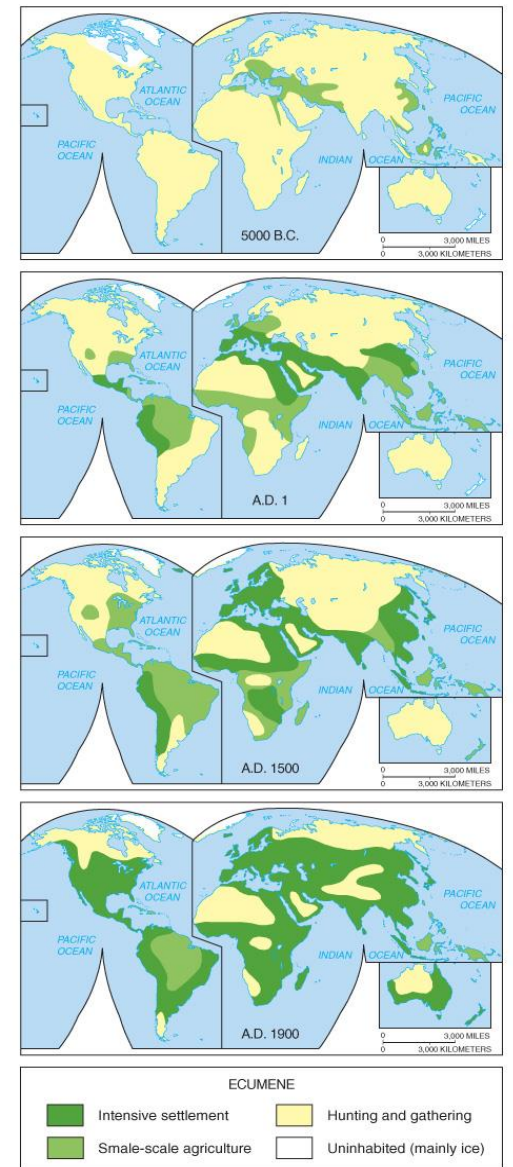 ATLANTIC
OCEAN
PACIFIC
OCEAN
INDIAN OCEAN
PACIFIC
OCEAN
5000 B.C.
0 3,000 MILES
0 3,000 KILOMETERS
ATLANTIC
OCEAN
PACIFIC
OCEAN
PACIFIC
OCEAN
INDIAN OCEAN
A.D. 1
0 3,000 MILES
0 3,000 KILOMETERS
ATLANTIC
OCEAN
PACIFIC
OCEAN
PACIFIC
OCEAN
INDIAN OCEAN
A.D. 1500
0 3,000 MILES
0 3,000 KILOMETERS
ATLANTIC
OCEAN
PACIFIC
OCEAN
PACIFIC
OCEAN
INDIAN OCEAN
A.D. 1900
0 3,000 MILES
0 3,000 KILOMETERS
ECUMENE
Intensive settlement
Hunting and gathering
Smale-scale agriculture
Uninhabited (mainly ice)